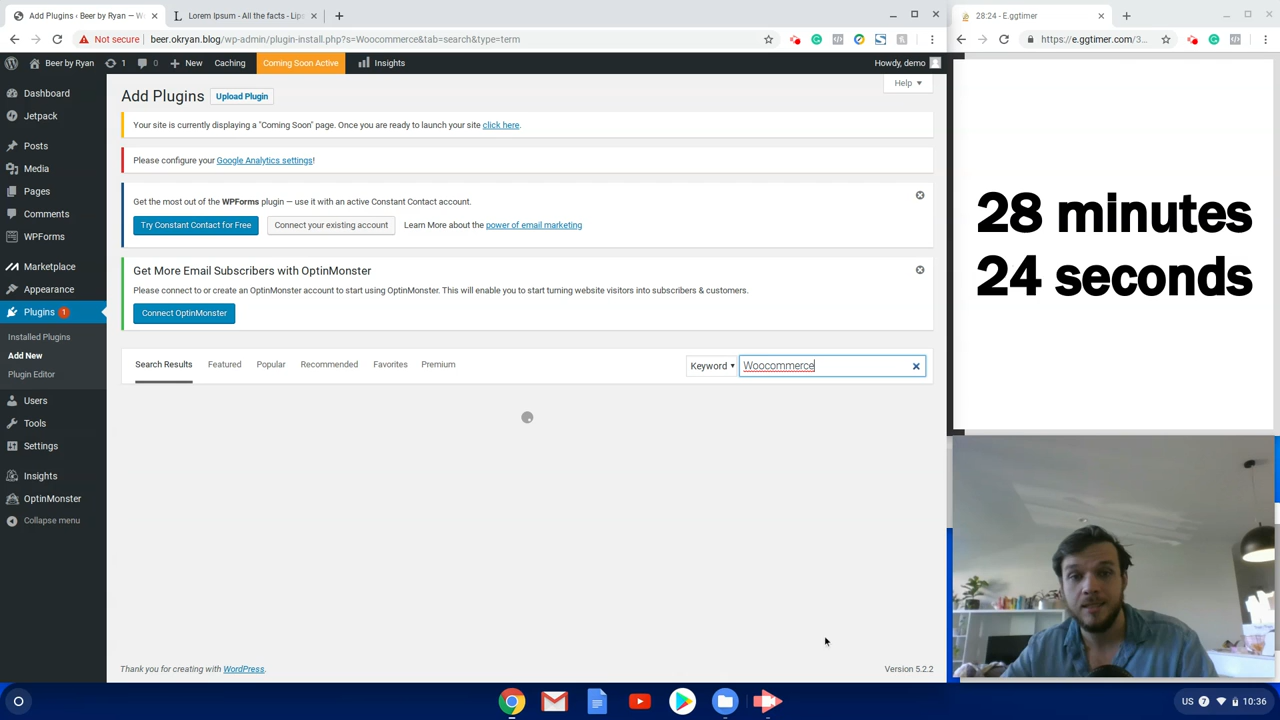 Add Plugins ‹ Beer by Ryan — W
Lorem Ipsum - All the facts - Lips
28:24 - E.ggtimer
Not secure
beer.okryan.blog/wp-admin/plugin-install.php?s=Woocommerce&tab=search&type=term
https://e.ggtimer.com/3...
Beer by Ryan
1
0
New
Caching
Coming Soon Active
Insights
Howdy, demo
Help
Dashboard
Jetpack
Posts
Media
Pages
Comments
WPForms
Marketplace
Appearance
Plugins 1
Installed Plugins
Add New
Plugin Editor
Users
Tools
Settings
Insights
OptinMonster
Collapse menu
Add Plugins
Upload Plugin
Your site is currently displaying a "Coming Soon" page. Once you are ready to launch your site click here.
Please configure your Google Analytics settings!
Get the most out of the WPForms plugin — use it with an active Constant Contact account.
Try Constant Contact for Free
Connect your existing account
Learn More about the power of email marketing
Get More Email Subscribers with OptinMonster
Please connect to or create an OptinMonster account to start using OptinMonster. This will enable you to start turning website visitors into subscribers & customers.
Connect OptinMonster
Search Results
Featured
Popular
Recommended
Favorites
Premium
Keyword
Woocommerce
Thank you for creating with WordPress.
Version 5.2.2
28 minutes
24 seconds
US
7
10:36